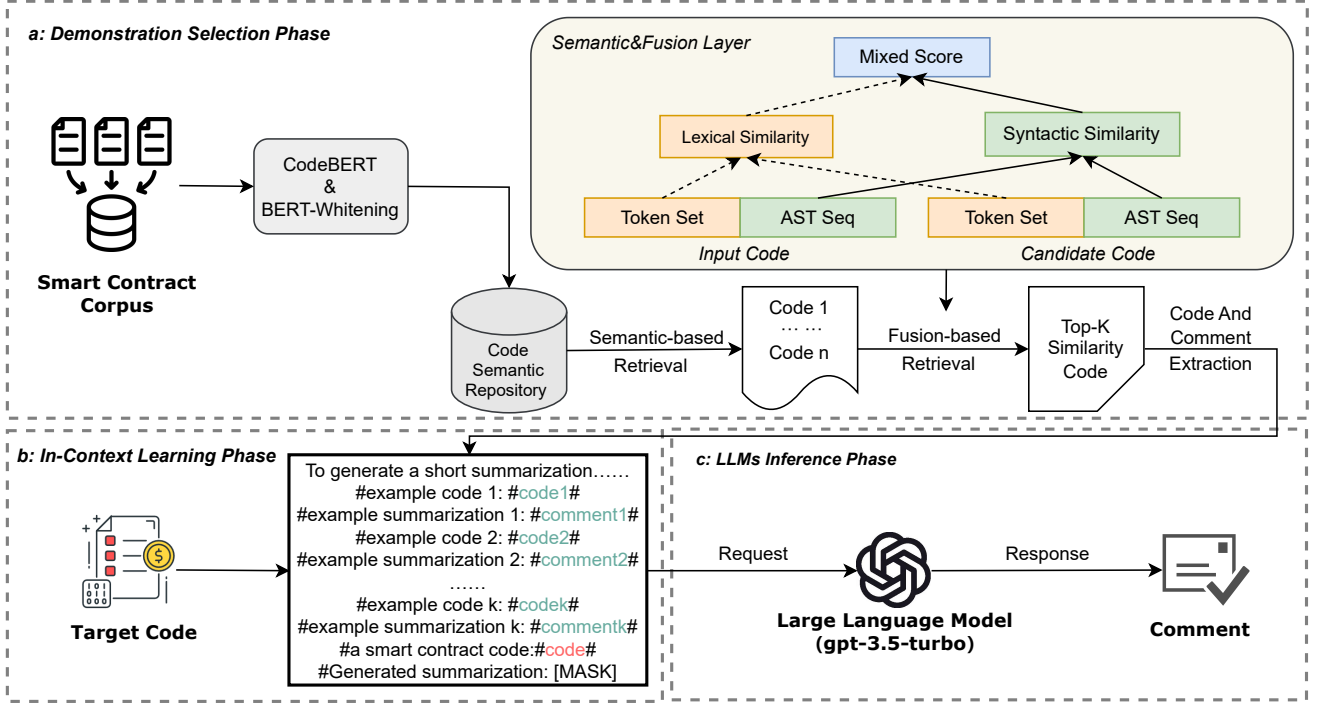 a: Demonstration Selection Phase
Smart Contract
Corpus
CodeBERT
&
BERT-Whitening
Semantic&Fusion Layer
Mixed Score
Lexical Similarity
Syntactic Similarity
Token Set
AST Seq
Token Set
AST Seq
Input Code
Candidate Code
Code
Semantic
Repository
Semantic-based
Retrieval
Code 1
... ...
Code n
Fusion-based
Retrieval
Top-K
Similarity
Code
Code And
Comment
Extraction
b: In-Context Learning Phase
Target Code
01
10
To generate a short summarization......
#example code 1: #code1#
#example summarization 1: #comment1#
#example code 2: #code2#
#example summarization 2: #comment2#
......
#example code k: #codek#
#example summarization k: #commentk#
#a smart contract code:#code#
#Generated summarization: [MASK]
c: LLMs Inference Phase
Request
Large Language Model
(gpt-3.5-turbo)
Response
Comment